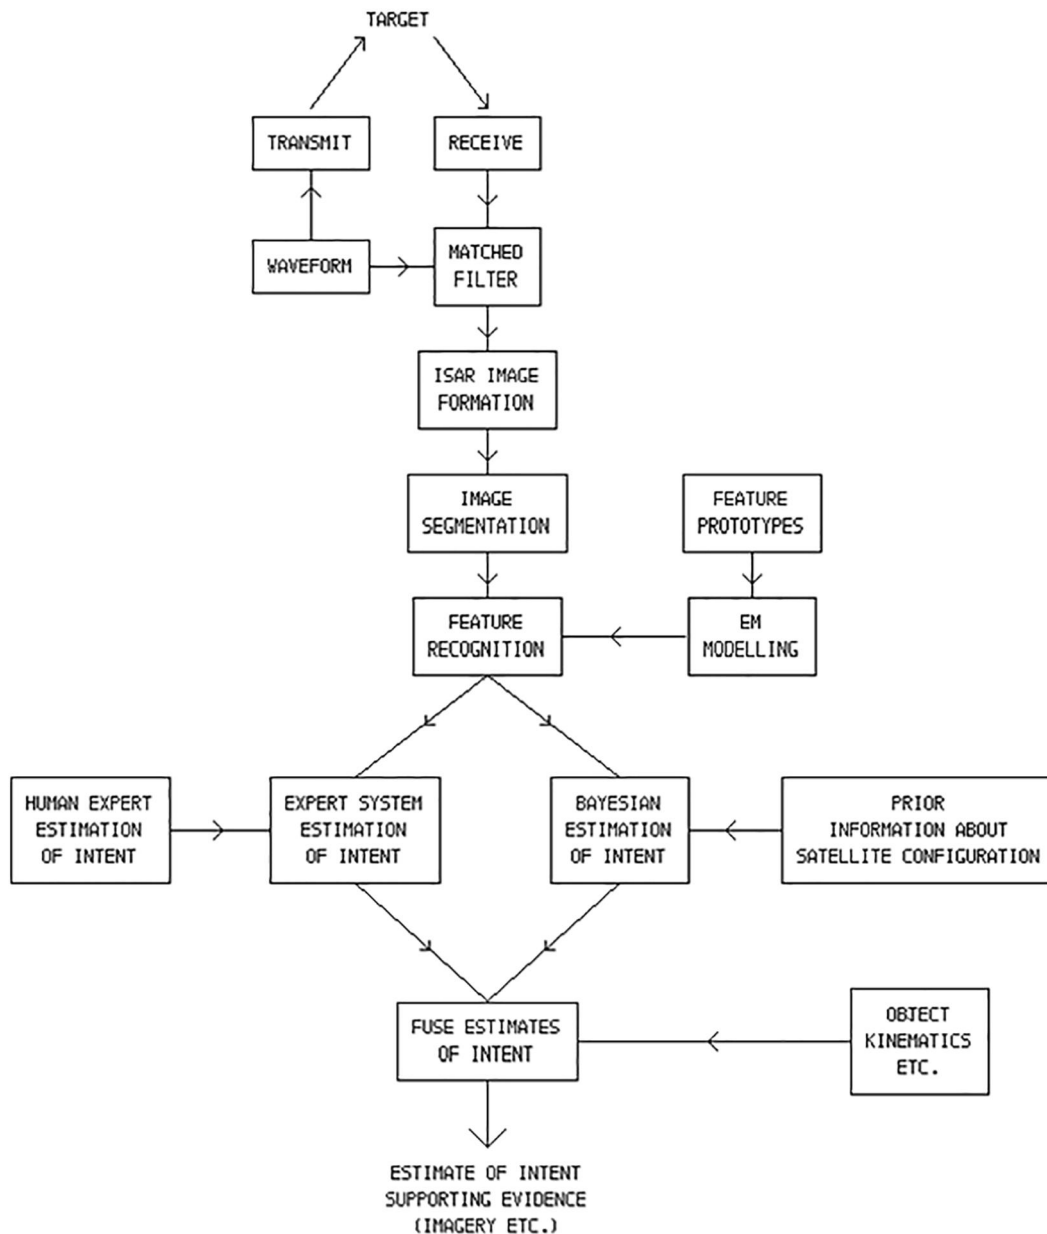 TARGET
TRANSMIT
RECEIVE
WAVEFORM
MATCHED
FILTER
ISAR IMAGE
FORMATION
IMAGE
SEGMENTATION
FEATURE
PROTOTYPES
FEATURE
RECOGNITION
EM
MODELLING
HUMAN EXPERT
ESTIMATION
OF INTENT
EXPERT SYSTEM
ESTIMATION
OF INTENT
BAYESIAN
ESTIMATION
OF INTENT
PRIOR
INFORMATION ABOUT
SATELLITE CONFIGURATION
FUSE ESTIMATES
OF INTENT
OBJECT
KINEMATICS
ETC.
ESTIMATE OF INTENT
SUPPORTING EVIDENCE
(IMAGERY ETC.)